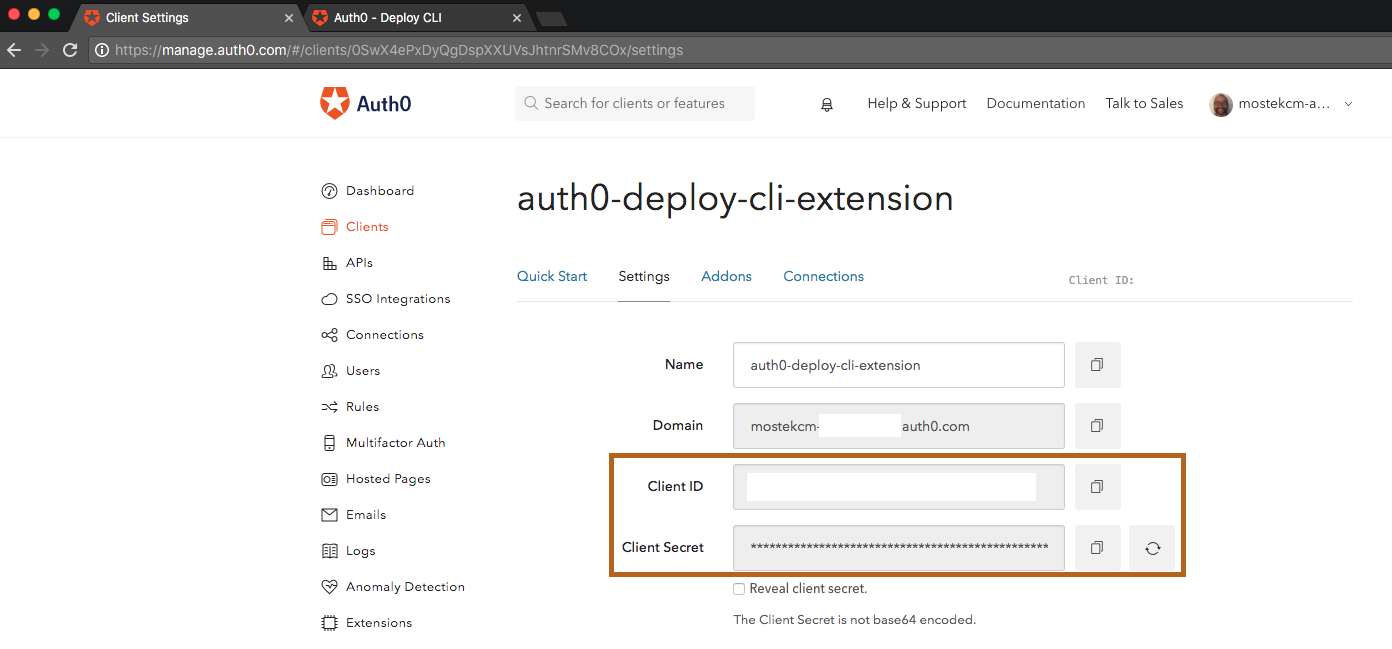 Client Settings
Auth0 - Deploy CLI
https://manage.auth0.com/#/clients/0SwX4ePxDyQgDspXXUVsJhtnrSMv8COx/settings
Auth0
Search for clients or features
Help & Support
Documentation
Talk to Sales
mostekcm-a...
Dashboard
Clients
APIs
SSO Integrations
Connections
Users
Rules
Multifactor Auth
Hosted Pages
Emails
Logs
Anomaly Detection
Extensions
auth0-deploy-cli-extension
Quick Start Settings Addons Connections
Client ID:
Name auth0-deploy-cli-extension
Domain mostekcm- auth0.com
Client ID
Client Secret ************************************************
Reveal client secret.
The Client Secret is not base64 encoded.